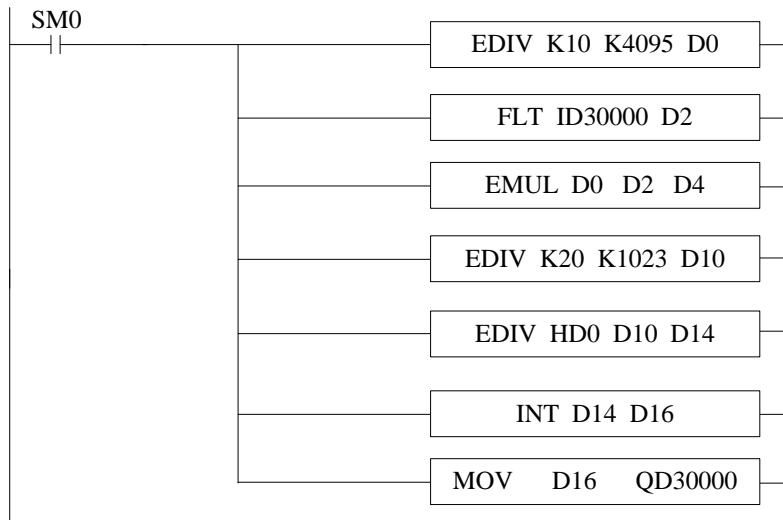 SM0
EDIV K10 K4095 D0
FLT ID30000 D2
EMUL D0 D2 D4
EDIV K20 K1023 D10
EDIV HD0 D10 D14
INT D14 D16
MOV D16 QD30000